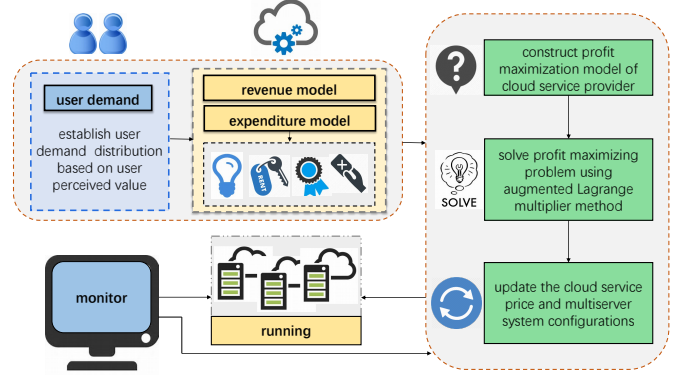 user demand
establish user
demand distribution
based on user
perceived value
revenue model
expenditure model
RENT
construct profit
maximization model of
cloud service provider
solve profit maximizing
problem using
augmented Lagrange
multiplier method
SOLVE
update the cloud service
price and multiserver
system configurations
monitor
running